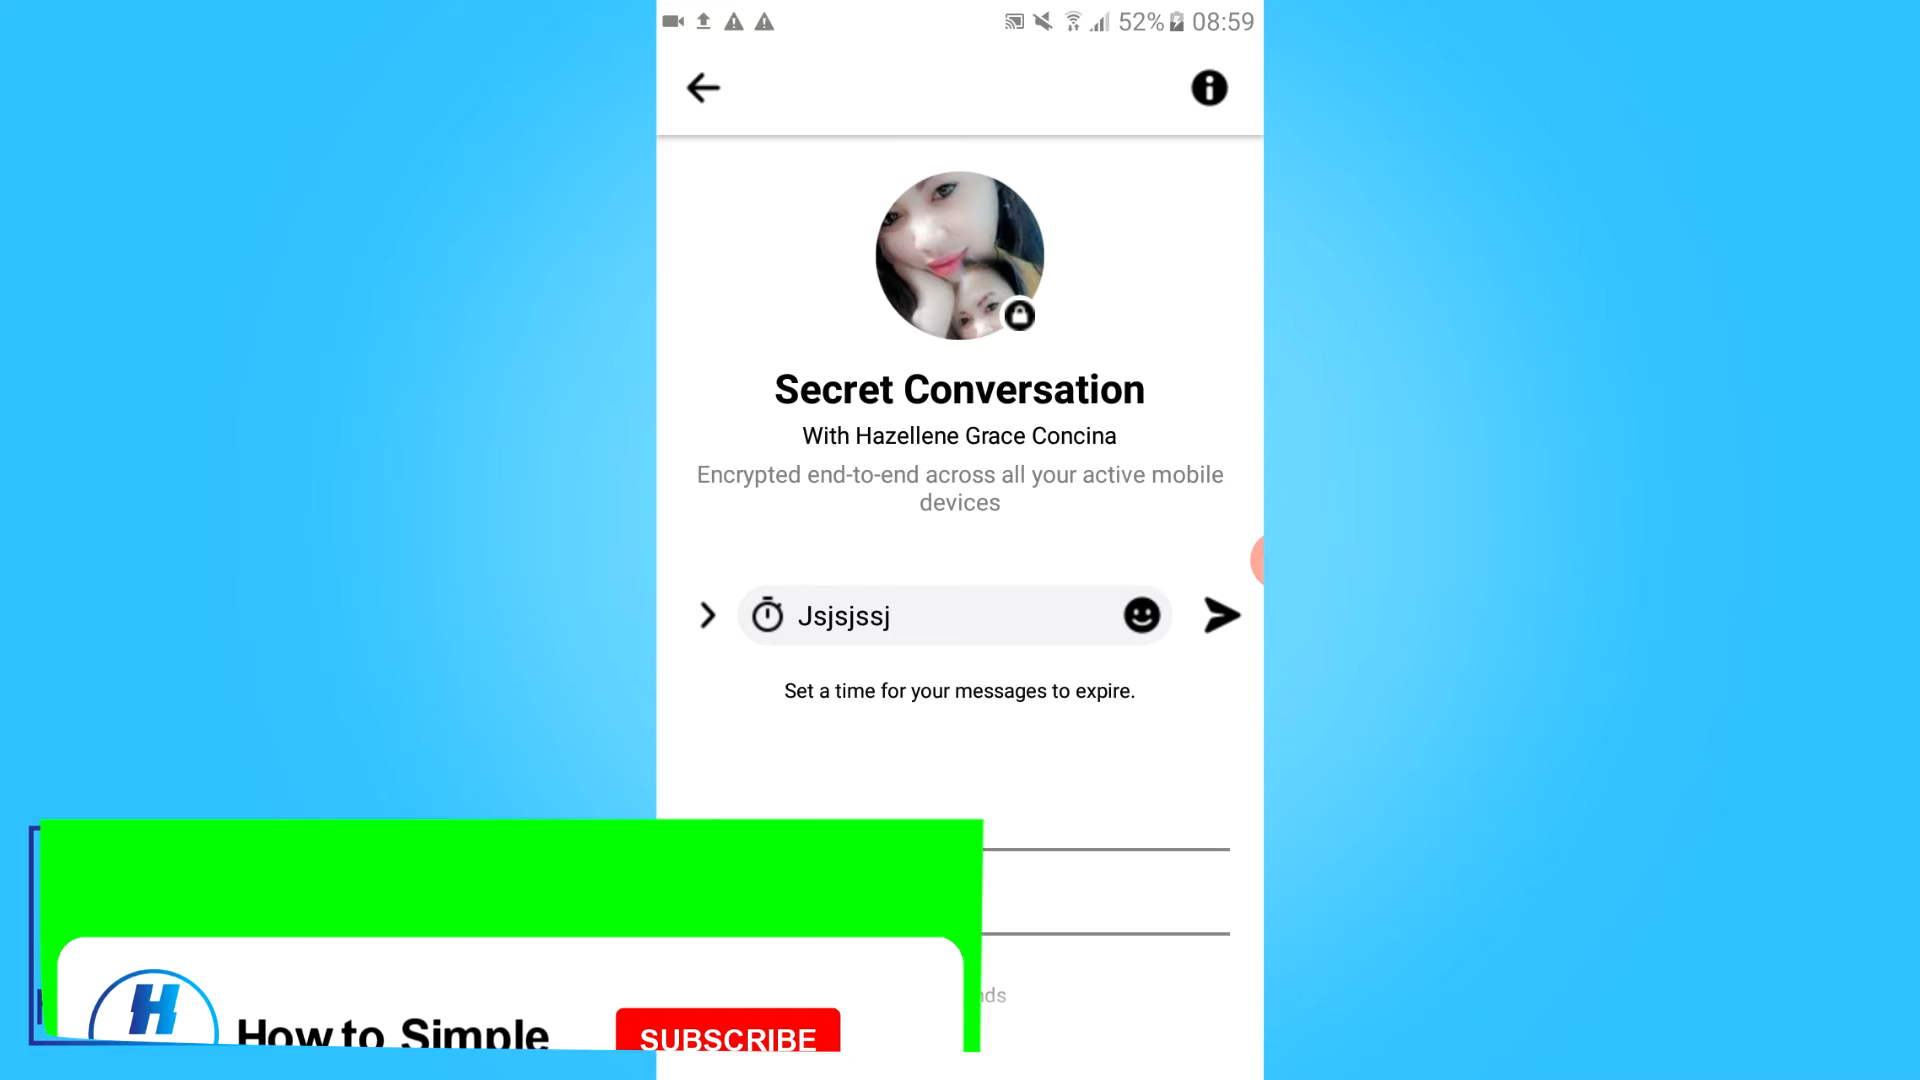 52% 08:59
Secret Conversation
With Hazellene Grace Concina
Encrypted end-to-end across all your active mobile
devices
Jsjsjssj
Set a time for your messages to expire.
nds
H
How to Simple
SUBSCRIBE